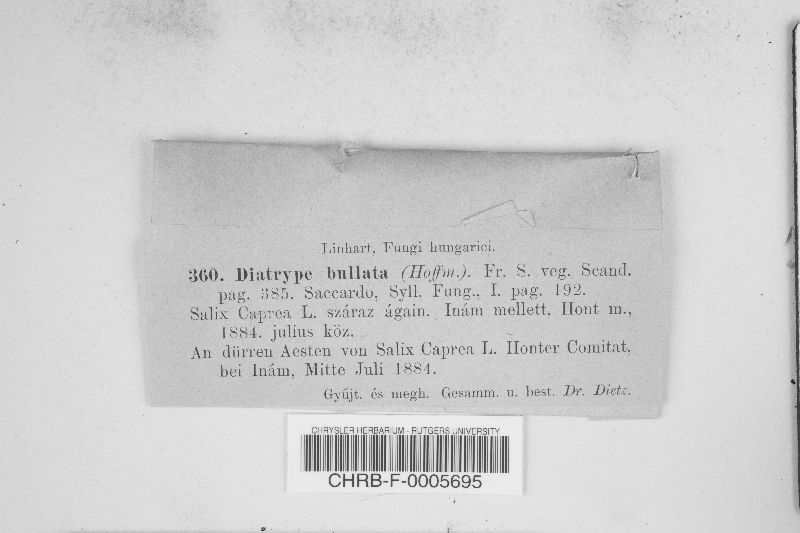 Linhart, Fungi hungarici.
360. Diatrype bullata (Hoffm.). Fr. S. veg. Scand.
pag. 385. Saccardo, Syll. Fung., I. pag. 192.
Salix Caprea L. száraz ágain. Inám mellett, Hont m.,
1884. julius köz.
An dürren Aesten von Salix Caprea L. Honter Comitat,
bei Inám, Mitte Juli 1884.
Gyűjt. és megh. Gesamm. u. best. Dr. Dietz.
CHRYSLER HERBARIUM - RUTGERS UNIVERSITY
CHRB-F-0005695